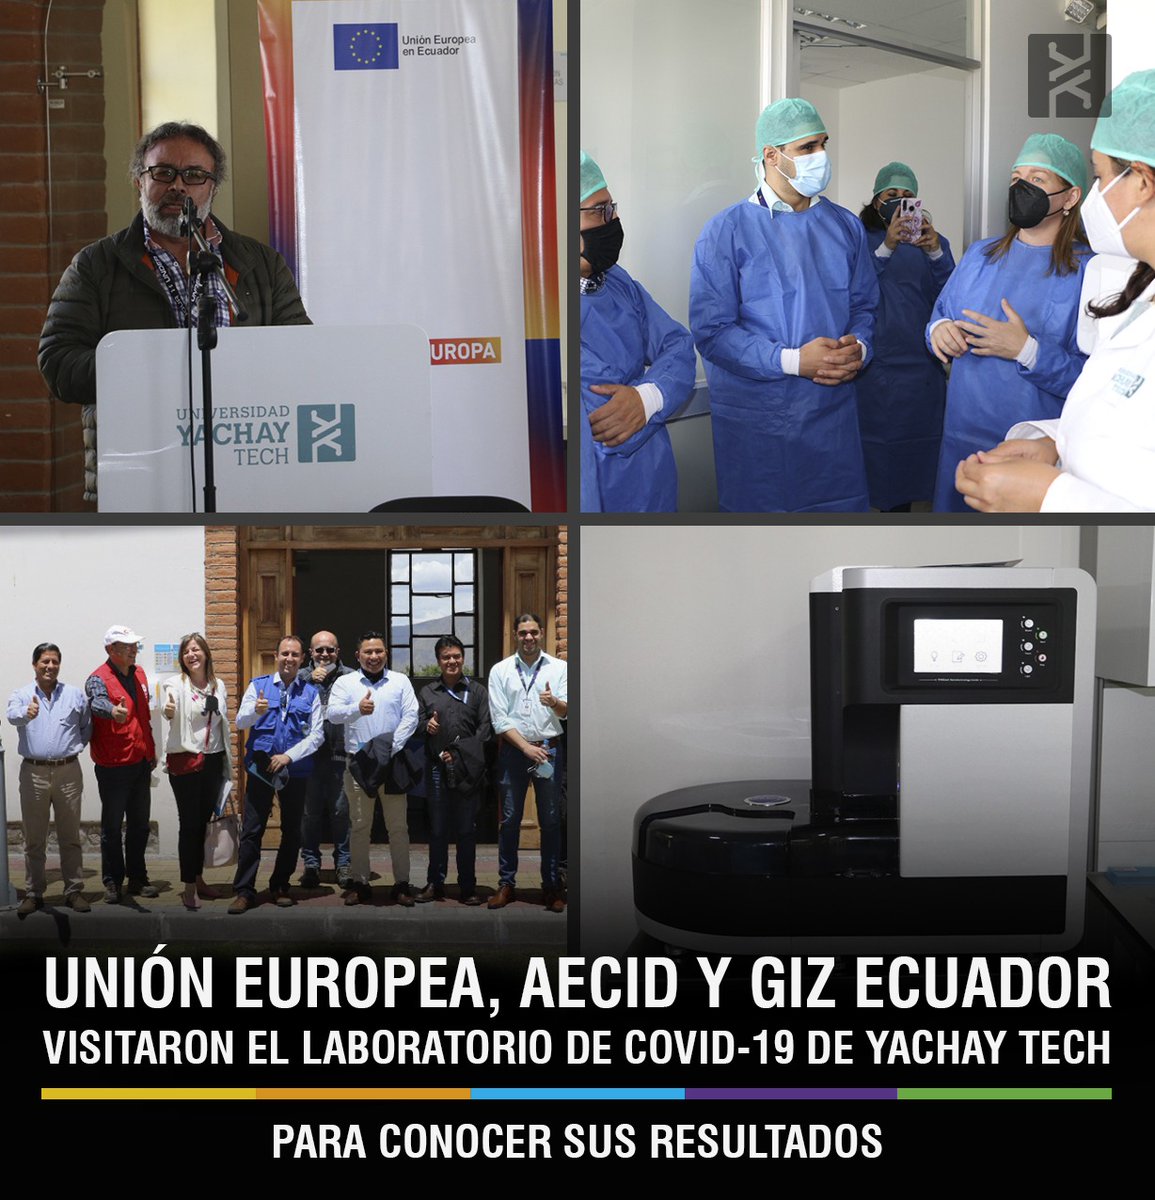 Unión Europea
en Ecuador
UROPA
UNIVERSIDAD
YACHAY
TECH
UNIÓN EUROPEA, AECID Y GIZ ECUADOR
VISITARON EL LABORATORIO DE COVID-19 DE YACHAY TECH
PARA CONOCER SUS RESULTADOS